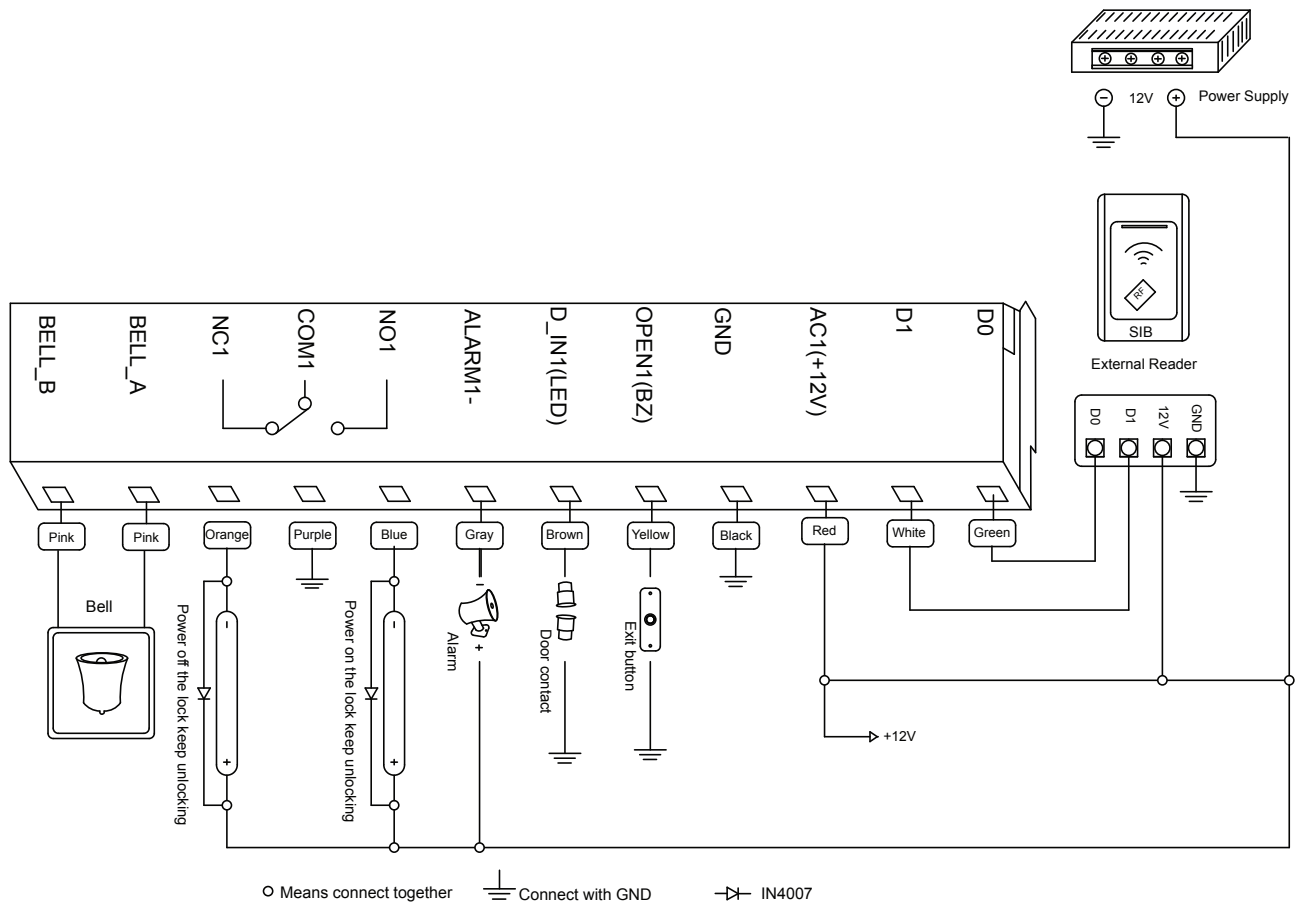 ⊖ 12V ⊕ Power Supply
RF
SIB
External Reader
D0
D1
12V
GND
BELL_B
BELL_A
NC1
COM1
NO1
ALARM1-
D_IN1(LED)
OPEN1(BZ)
GND
AC1(+12V)
D1
D0
Pink
Pink
Orange
Purple
Blue
Gray
Brown
Yellow
Black
Red
White
Green
Bell
Power off the lock keep unlocking
-
+
Power on the lock keep unlocking
-
+
-
+
Alarm
Door contact
Exit button
+12V
Means connect together
Connect with GND
IN4007